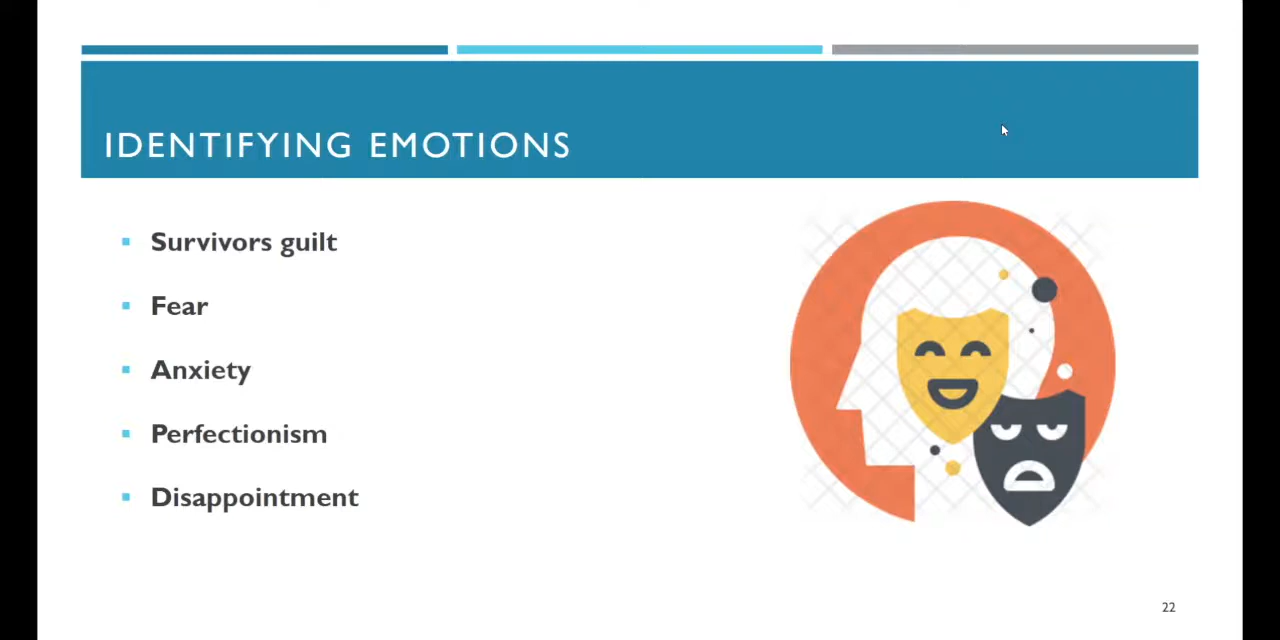 IDENTIFYING EMOTIONS
Survivors guilt
Fear
Anxiety
Perfectionism
Disappointment
22